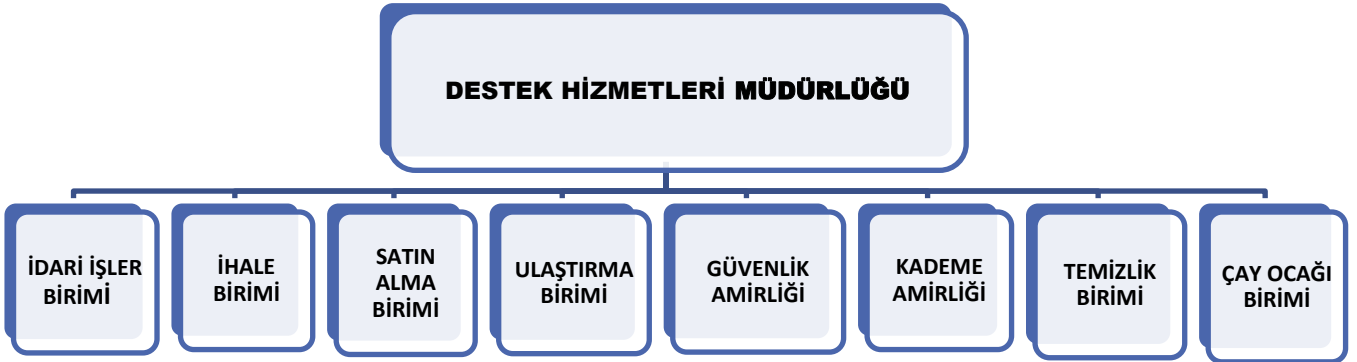 DESTEK HİZMETLERİ MÜDÜRLÜĞÜ
İDARİ İŞLER
BİRİMİ
İHALE
BİRİMİ
SATIN
ALMA
BİRİMİ
ULAŞTIRMA
BİRİMİ
GÜVENLİK
AMİRLİĞİ
KADEME
AMİRLİĞİ
TEMİZLİK
BİRİMİ
ÇAY OCAĞI
BİRİMİ